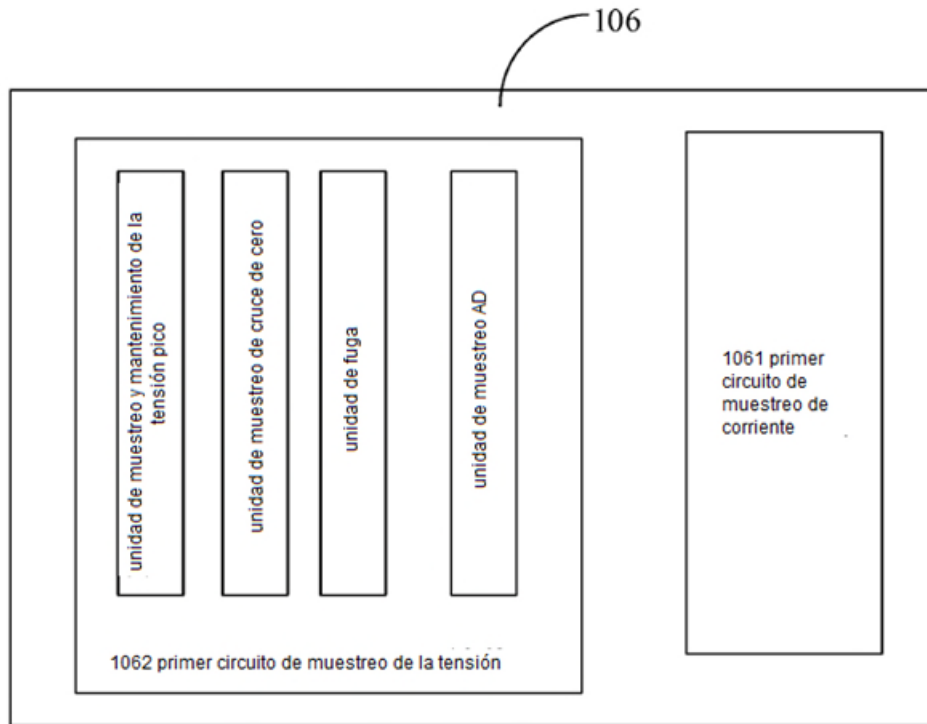 106
unidad de muestreo y mantenimiento de la
tensión pico
unidad de muestreo de cruce de cero
unidad de fuga
unidad de muestreo AD
1062 primer circuito de muestreo de la tensión
1061 primer
circuito de
muestreo de
corriente